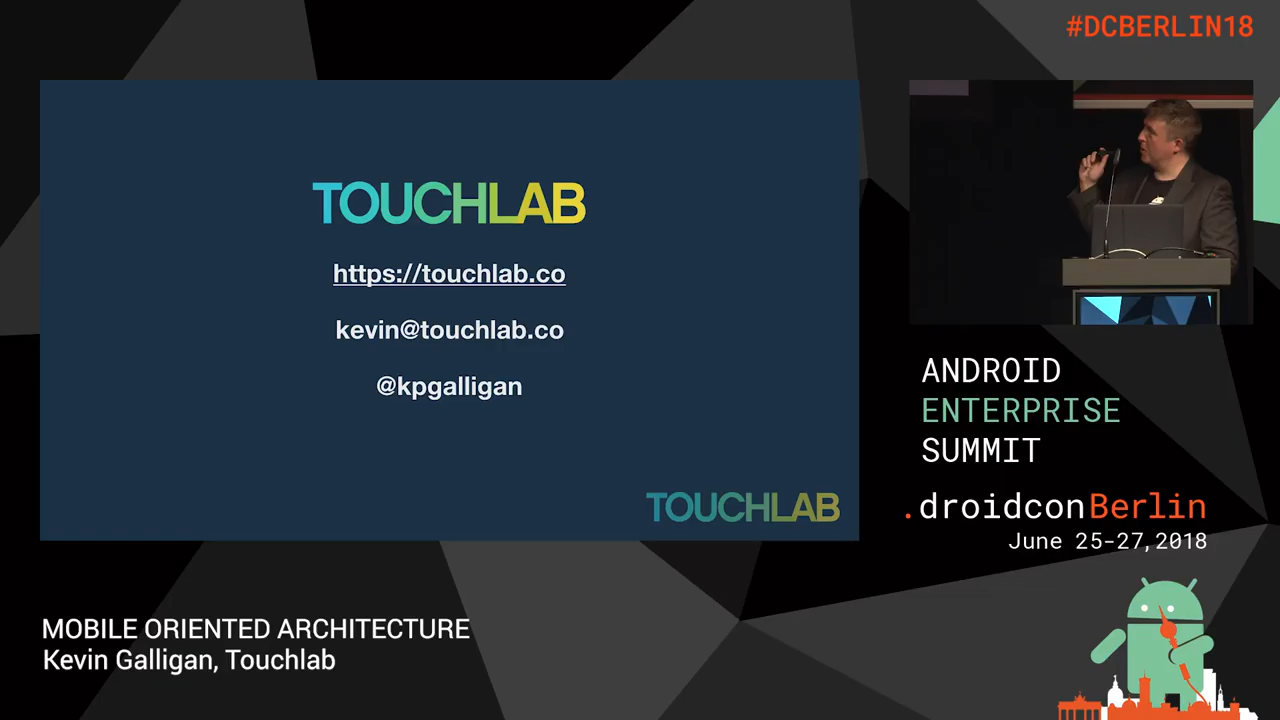 #DCBERLIN18
TOUCHLAB
https://touchlab.co
kevin@touchlab.co
@kpgalligan
TOUCHLAB
ANDROID
ENTERPRISE
SUMMIT
.droidconBerlin
June 25-27,2018
MOBILE ORIENTED ARCHITECTURE
Kevin Galligan, Touchlab